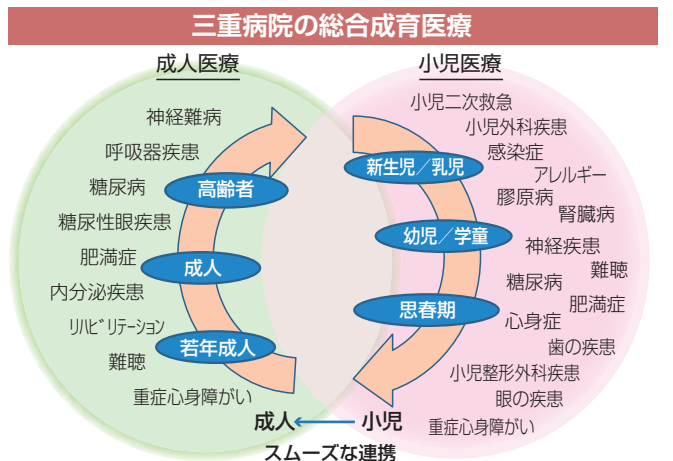 三重病院の総合成育医療
成人医療
神経難病
呼吸器疾患
糖尿病
糖尿性眼疾患
肥満症
内分泌疾患
ﾘﾊﾋﾞﾘﾃｰｼｮﾝ
難聴
重症心身障がい
高齢者
成人
若年成人
小児医療
小児二次救急
小児外科疾患
感染症
アレルギー
膠原病
腎臓病
神経疾患
難聴
糖尿病
肥満症
心身症
歯の疾患
小児整形外科疾患
眼の疾患
重症心身障がい
新生児／乳児
幼児／学童
思春期
成人 ← 小児
スムーズな連携